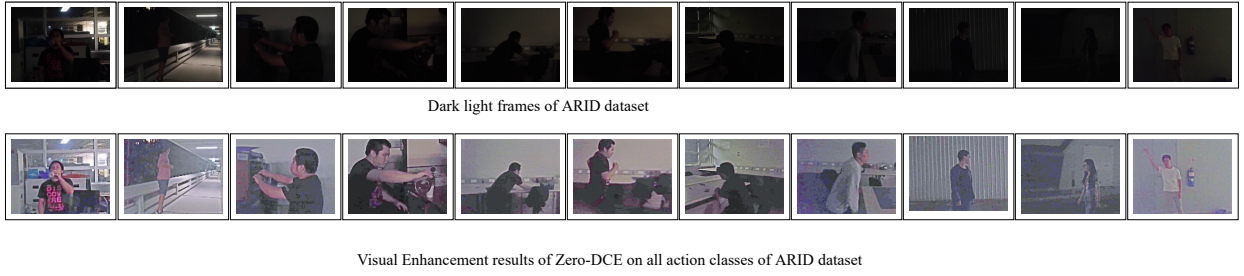 Dark light frames of ARID dataset
Visual Enhancement results of Zero-DCE on all action classes of ARID dataset